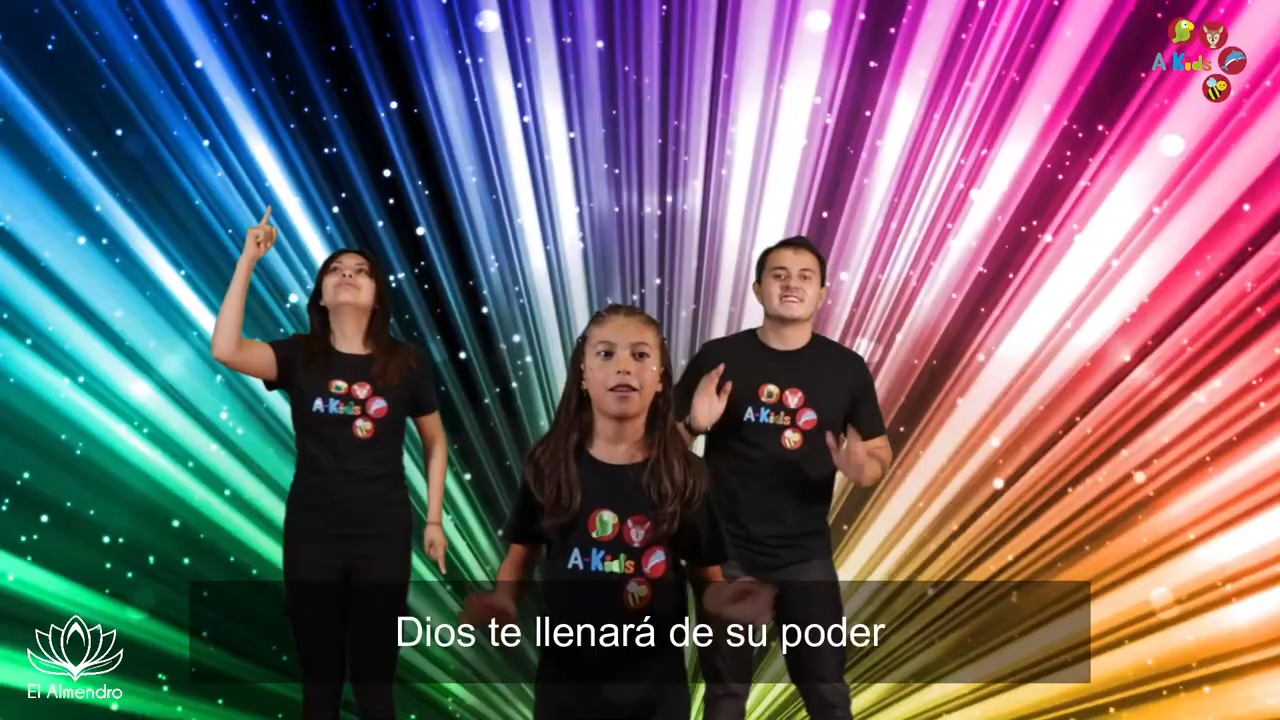 A-Kids
A-Kids
A-Kids
A-Kids
Dios te llenará de su poder
El Almendro